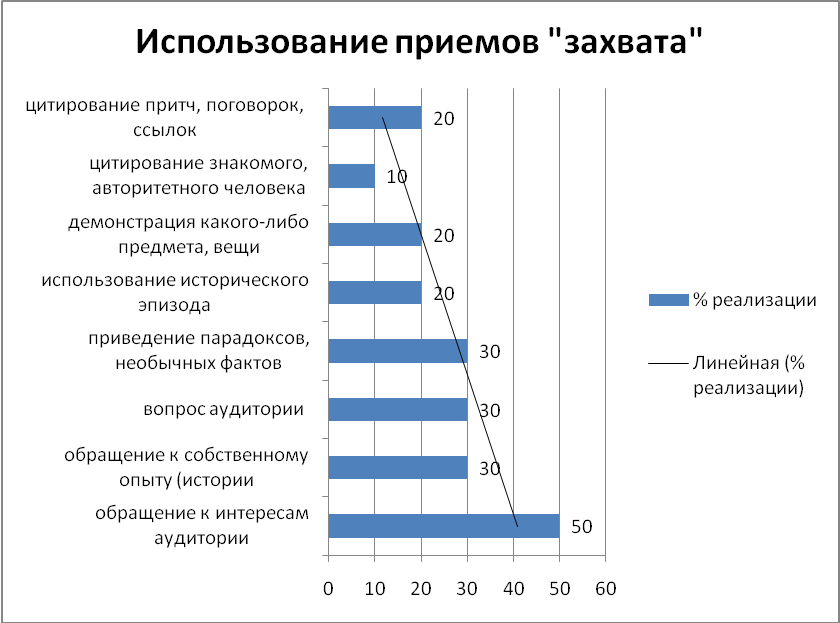 Использование приемов "захвата"
цитирование притч, поговорок,
ссылок
20
цитирование знакомого,
авторитетного человека
10
демонстрация какого-либо
предмета, вещи
20
использование исторического
эпизода
20
приведение парадоксов,
необычных фактов
30
вопрос аудитории
30
обращение к собственному
опыту (истории
30
обращение к интересам
аудитории
50
0 10 20 30 40 50 60
% реализации
Линейная (%
реализации)